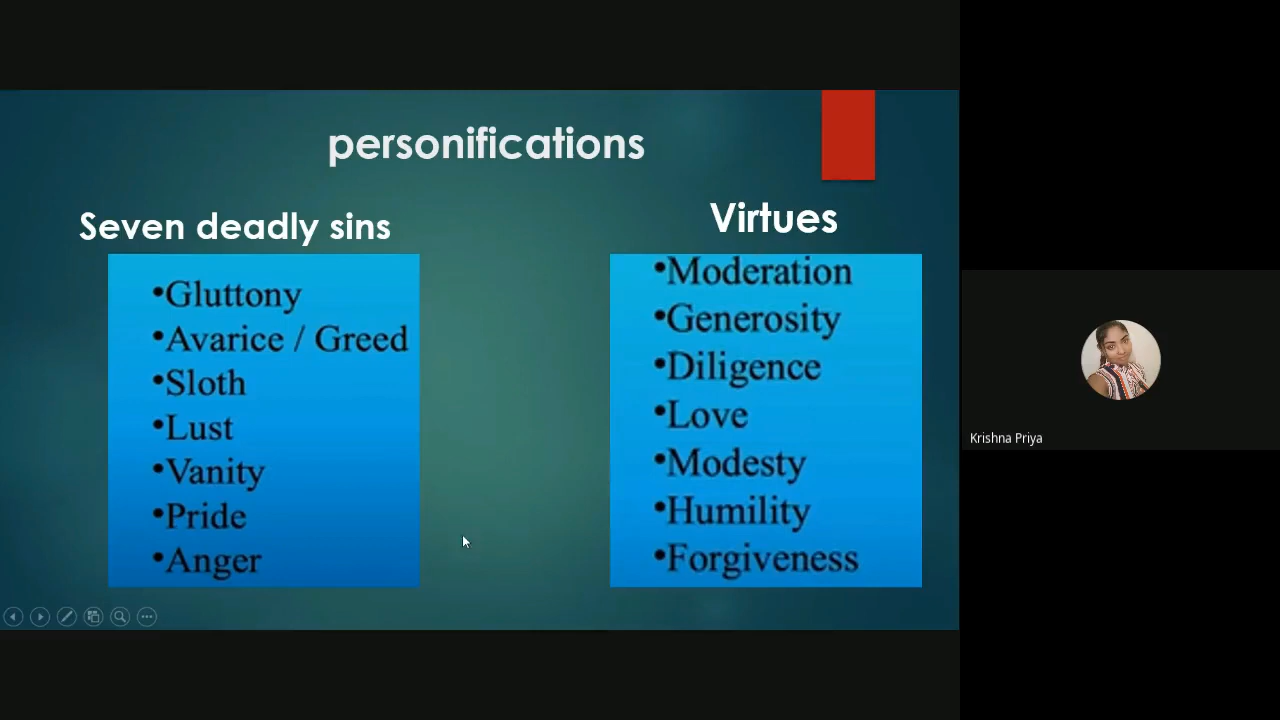 personifications
Seven deadly sins
•Gluttony
•Avarice / Greed
•Sloth
•Lust
•Vanity
•Pride
•Anger
Virtues
•Moderation
•Generosity
•Diligence
•Love
•Modesty
•Humility
•Forgiveness
Krishna Priya